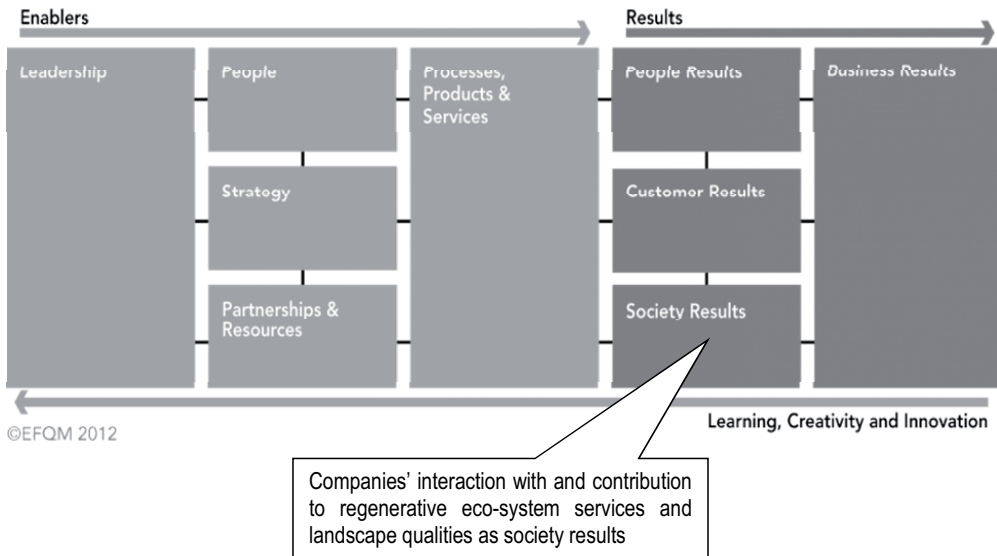 Enablers
Results
Leadership
People
Processes,
Products &
Services
People Results
Business Results
Strategy
Customer Results
Partnerships &
Resources
Society Results
Learning, Creativity and Innovation
©EFQM 2012
Companies’ interaction with and contribution
to regenerative eco-system services and
landscape qualities as society results